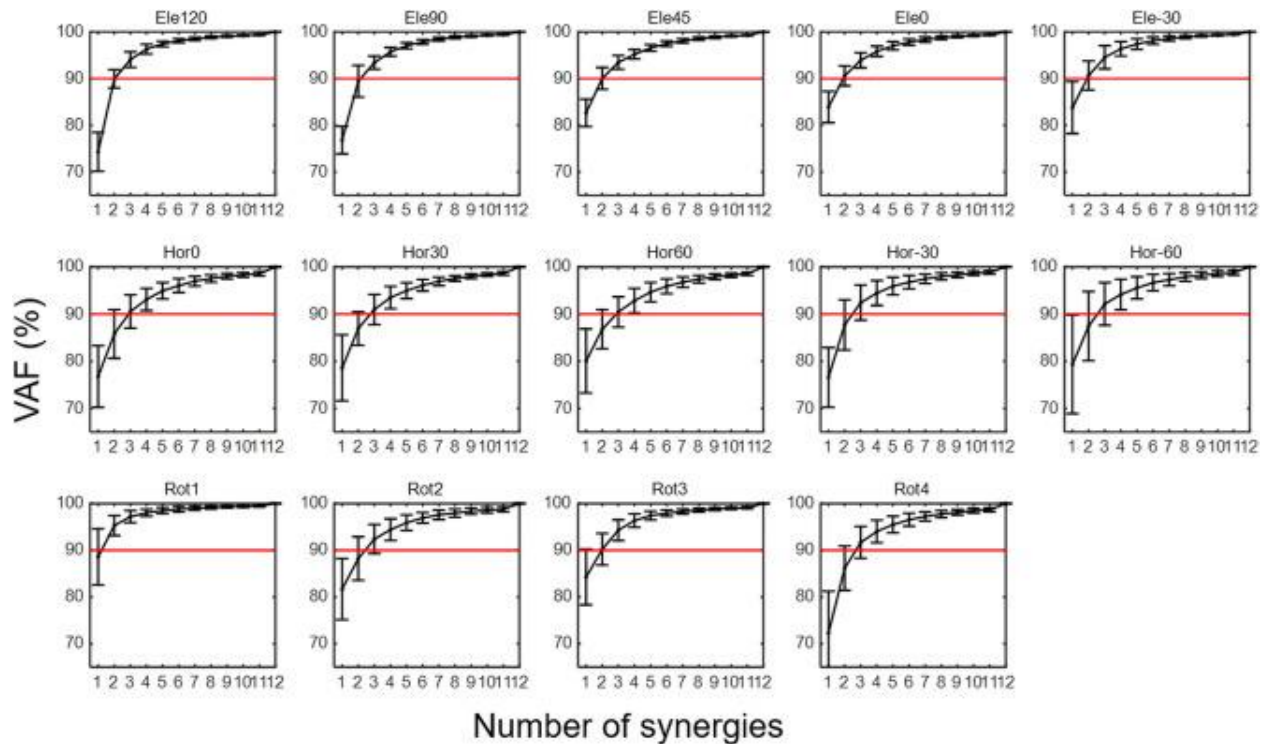 Ele120 Ele90 Ele45 Ele0 Ele-30
100 100 100 100 100
90 90 90 90 90
80 80 80 80 80
70 70 70 70 70
1 2 3 4 5 6 7 8 9 10 11 12 1 2 3 4 5 6 7 8 9 10 11 12 1 2 3 4 5 6 7 8 9 10 11 12 1 2 3 4 5 6 7 8 9 10 11 12 1 2 3 4 5 6 7 8 9 10 11 12
Hor0 Hor30 Hor60 Hor-30 Hor-60
100 100 100 100 100
90 90 90 90 90
80 80 80 80 80
70 70 70 70 70
VAF (%)
1 2 3 4 5 6 7 8 9 10 11 12 1 2 3 4 5 6 7 8 9 10 11 12 1 2 3 4 5 6 7 8 9 10 11 12 1 2 3 4 5 6 7 8 9 10 11 12 1 2 3 4 5 6 7 8 9 10 11 12
Rot1 Rot2 Rot3 Rot4
100 100 100 100
90 90 90 90
80 80 80 80
70 70 70 70
1 2 3 4 5 6 7 8 9 10 11 12 1 2 3 4 5 6 7 8 9 10 11 12 1 2 3 4 5 6 7 8 9 10 11 12 1 2 3 4 5 6 7 8 9 10 11 12
Number of synergies